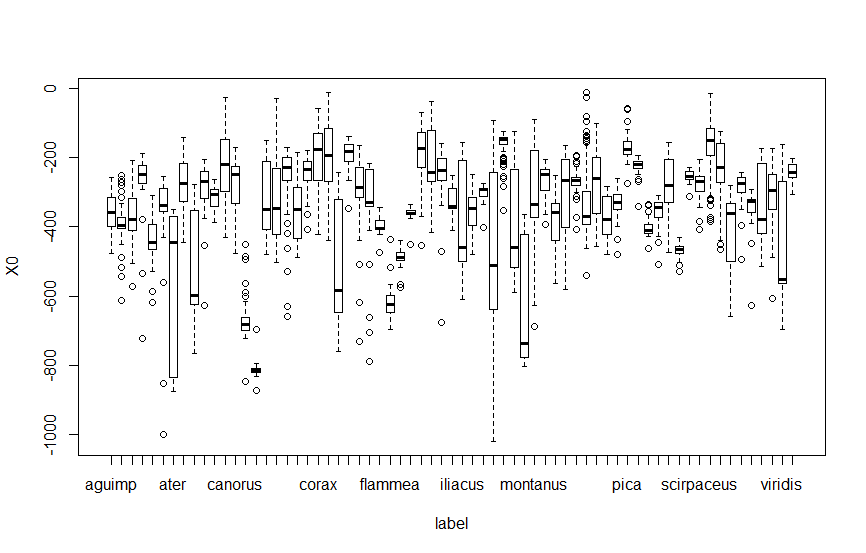 0
-200
-400
-600
-800
-1000
X0
aguimp ater canorus corax flammea iliacus montanus pica scirpaceus viridis
label